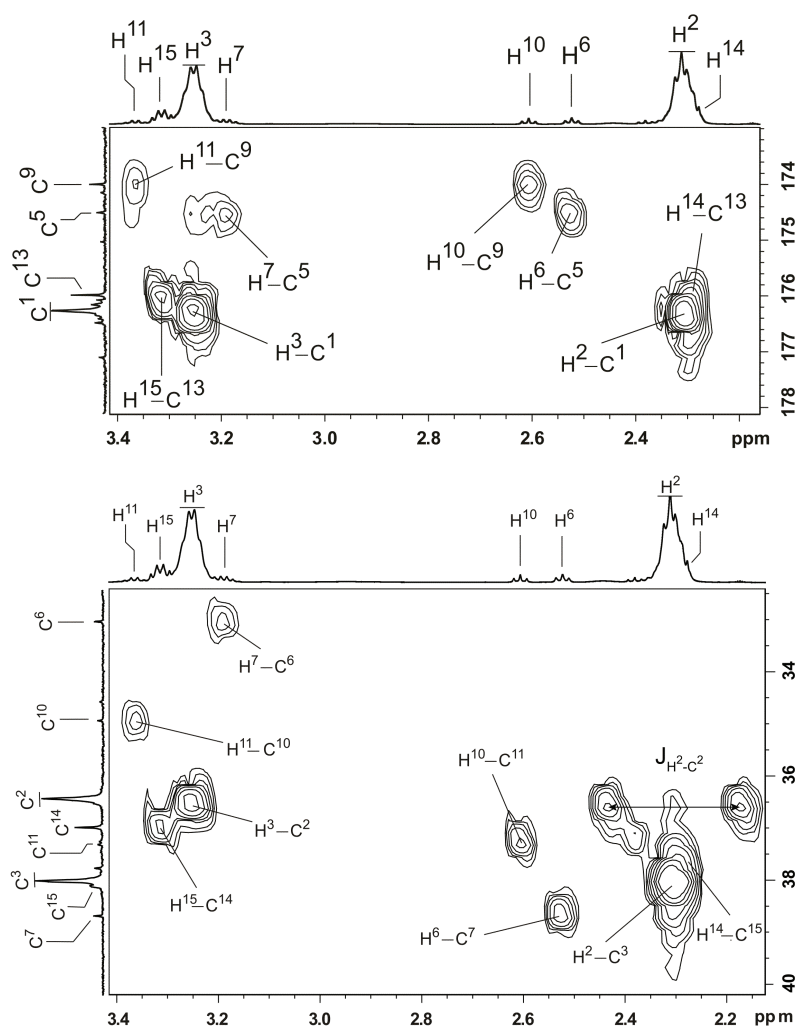 H¹¹ H¹⁵ H³ H⁷ H¹⁰ H⁶ H² H¹⁴
C⁹
C⁵
C¹³
C¹
H¹¹–C⁹
H⁷–C⁵
H³–C¹
H¹⁵–C¹³
H¹⁰–C⁹
H⁶–C⁵
H¹⁴–C¹³
H²–C¹
174
175
176
177
178
3.4 3.2 3.0 2.8 2.6 2.4 ppm
H¹¹ H¹⁵ H³ H⁷ H¹⁰ H⁶ H² H¹⁴
C⁶
C¹⁰
C²
C¹⁴
C¹¹
C³
C¹⁵
C⁷
H⁷–C⁶
H¹¹–C¹⁰
H³–C²
H¹⁵–C¹⁴
H¹⁰–C¹¹
J H²-C²
H⁶–C⁷
H²–C³
H¹⁴–C¹⁵
34
36
38
40
3.4 3.2 3.0 2.8 2.6 2.4 2.2 ppm